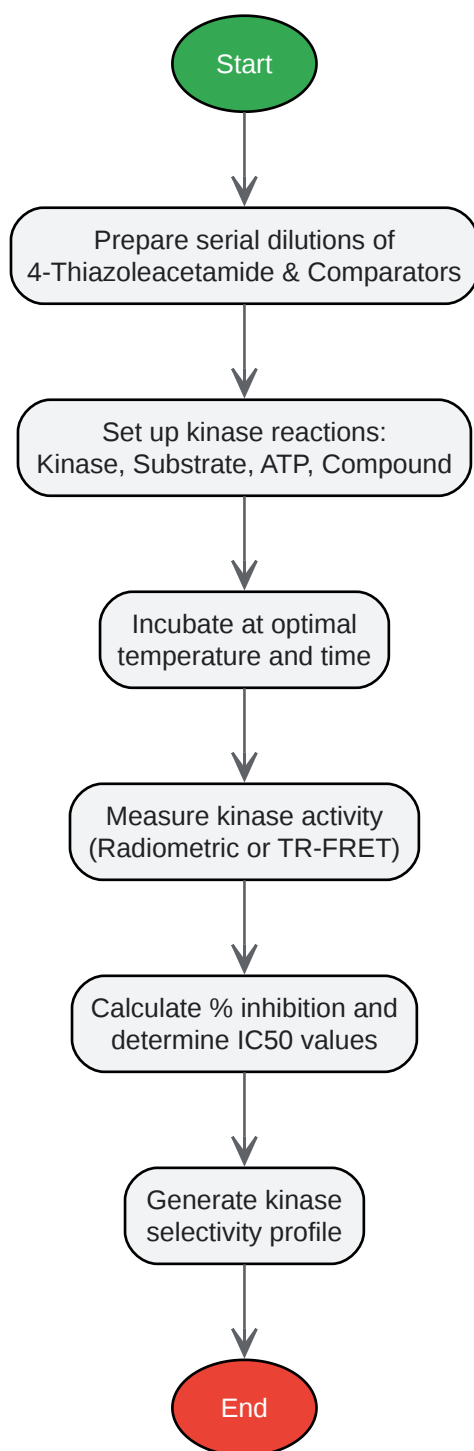 Start
Prepare serial dilutions of
4-Thiazoleacetamide & Comparators
Set up kinase reactions:
Kinase, Substrate, ATP, Compound
Incubate at optimal
temperature and time
Measure kinase activity
(Radiometric or TR-FRET)
Calculate % inhibition and
determine IC50 values
Generate kinase
selectivity profile
End